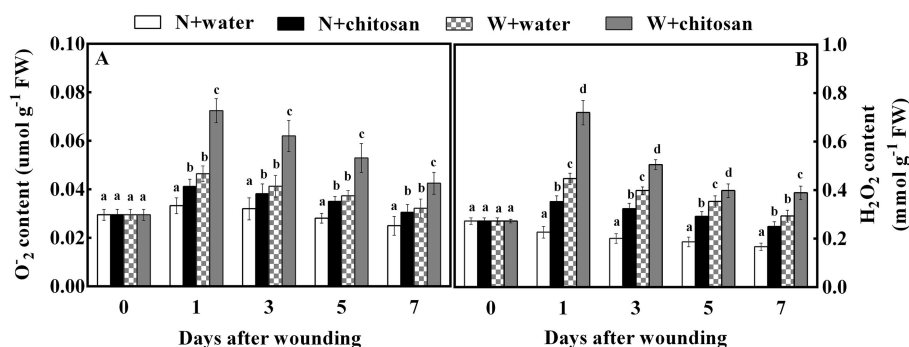 N+water N+chitosan W+water W+chitosan
A
B
O₂⁻ content (umol g⁻¹ FW)
0.10
0.08
0.06
0.04
0.02
0.00
a a a a
a b b c
a b b c
a b b c
a b b c
0 1 3 5 7
Days after wounding
a a a a
a b c d
a b c d
a b c d
a b b c
0 1 3 5 7
Days after wounding
1.0
0.8
0.6
0.4
0.2
0.0
H₂O₂ content
(mmol g⁻¹ FW)